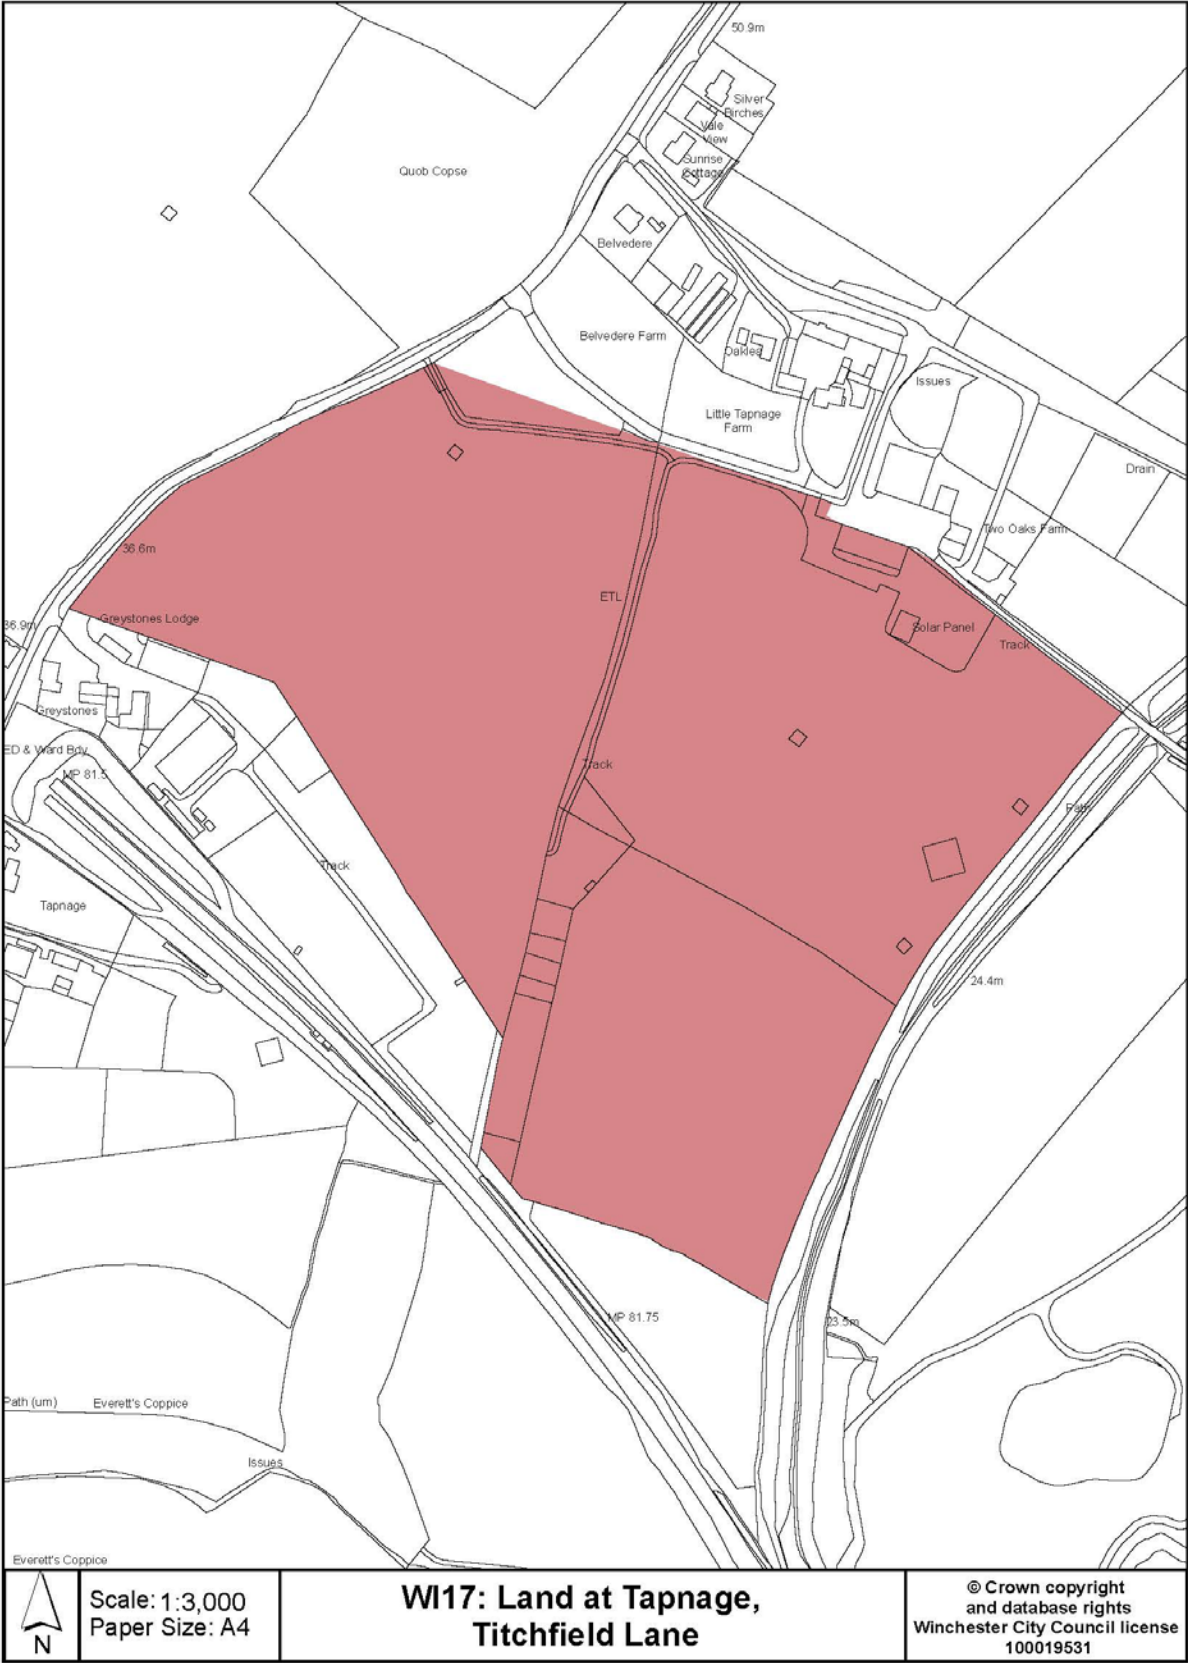 50.9m
Silver
Birches
Vale
View
Sunrise
Cottage
Quob Copse
Belvedere
Belvedere Farm
Oaklea
Issues
Little Tapnage
Farm
Drain
Two Oaks Farm
36.6m
ETL
Greystones Lodge
36.9m
Solar Panel
Track
Greystones
ED & Ward Bdy
MP 81.5
Track
Path
Track
Tapnage
24.4m
MP 81.75
23.5m
Path (um)
Everett's Coppice
Issues
Everett's Coppice
N
Scale: 1:3,000
Paper Size: A4
WI17: Land at Tapnage,
Titchfield Lane
© Crown copyright
and database rights
Winchester City Council license
100019531